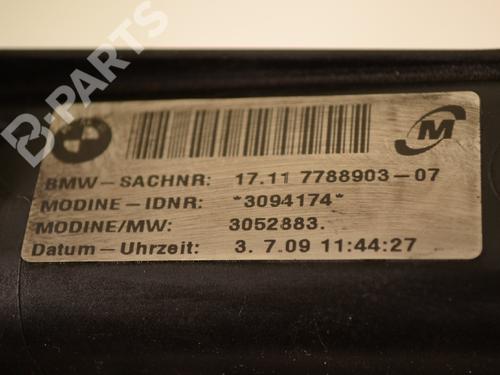 B-PARTS
M
BMW-SACHNR: 17.11 7788903-07
MODINE-IDNR: *3094174*
MODINE/MW: 3052883.
Datum-Uhrzeit: 3. 7.09 11:44:27